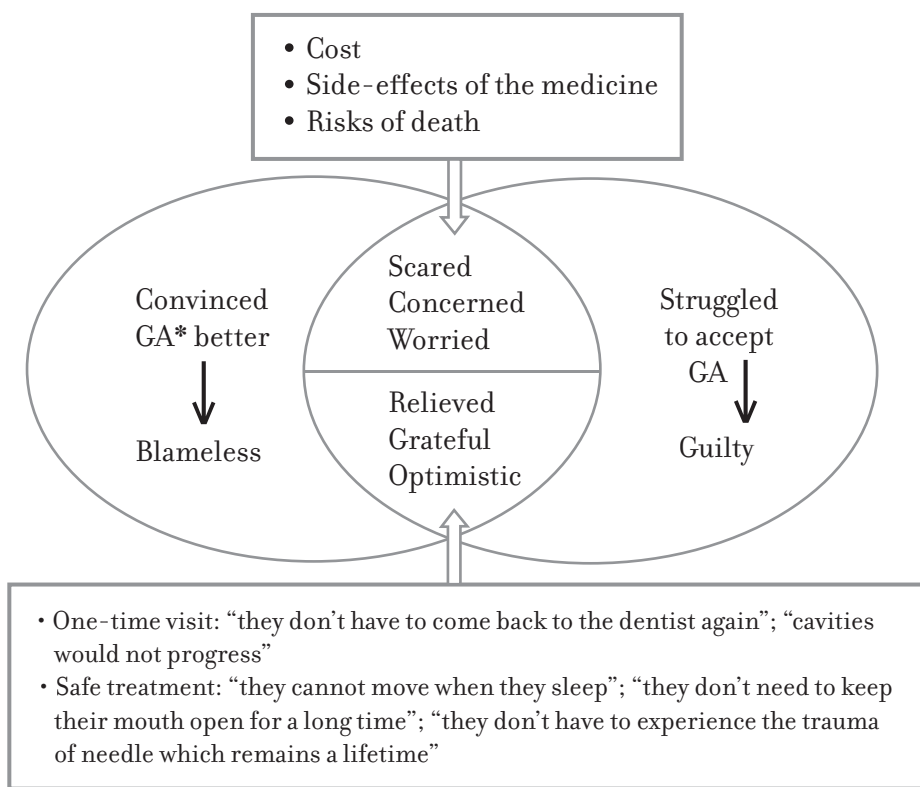 • Cost
• Side-effects of the medicine
• Risks of death
Convinced
GA* better
Blameless
Scared
Concerned
Worried
Relieved
Grateful
Optimistic
Struggled
to accept
GA
Guilty
• One-time visit: “they don’t have to come back to the dentist again”; “cavities
would not progress”
• Safe treatment: “they cannot move when they sleep”; “they don’t need to keep
their mouth open for a long time”; “they don’t have to experience the trauma
of needle which remains a lifetime”